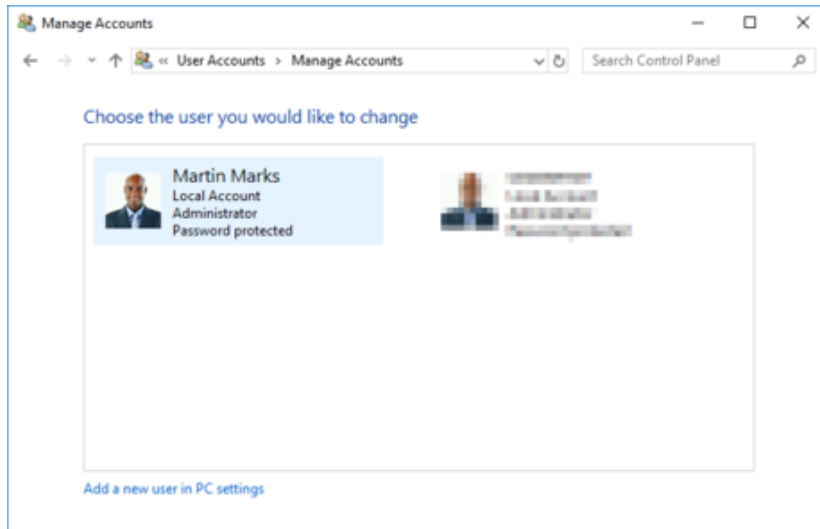 Manage Accounts
« User Accounts › Manage Accounts
Search Control Panel
Choose the user you would like to change
Martin Marks
Local Account
Administrator
Password protected
Add a new user in PC settings